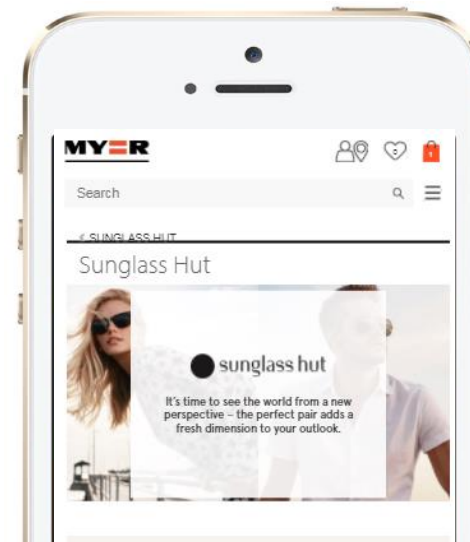 MYER
1
Search
< SUNGLASS HUT
Sunglass Hut
sunglass hut
It's time to see the world from a new
perspective – the perfect pair adds a
fresh dimension to your outlook.